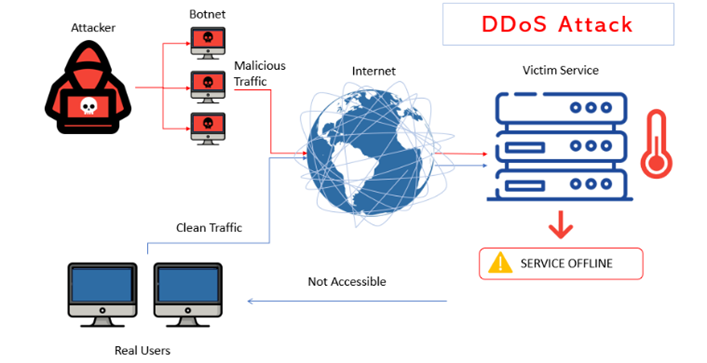 DDoS Attack
Attacker
Botnet
Malicious
Traffic
Internet
Victim Service
Clean Traffic
SERVICE OFFLINE
Not Accessible
Real Users